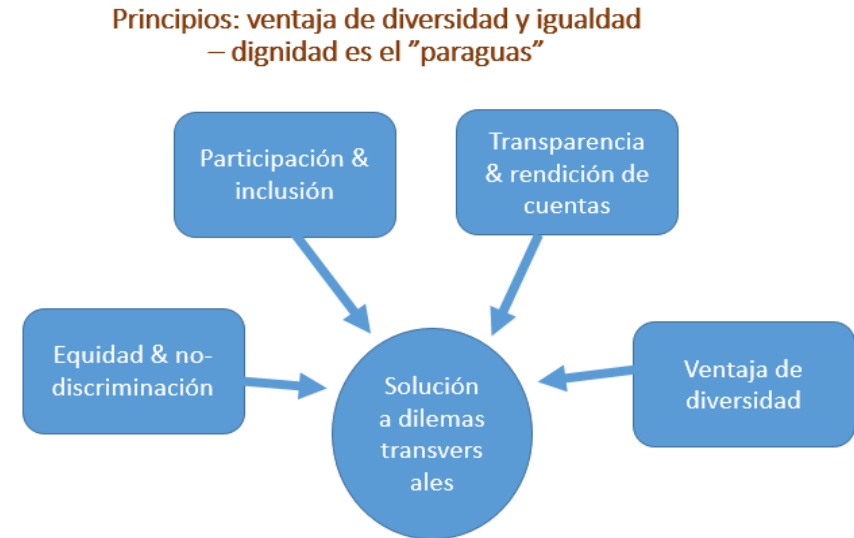 Principios: ventaja de diversidad y igualdad
– dignidad es el ”paraguas”
Participación &
inclusión
Transparencia
& rendición de
cuentas
Equidad & no-
discriminación
Solución
a dilemas
transvers
ales
Ventaja de
diversidad